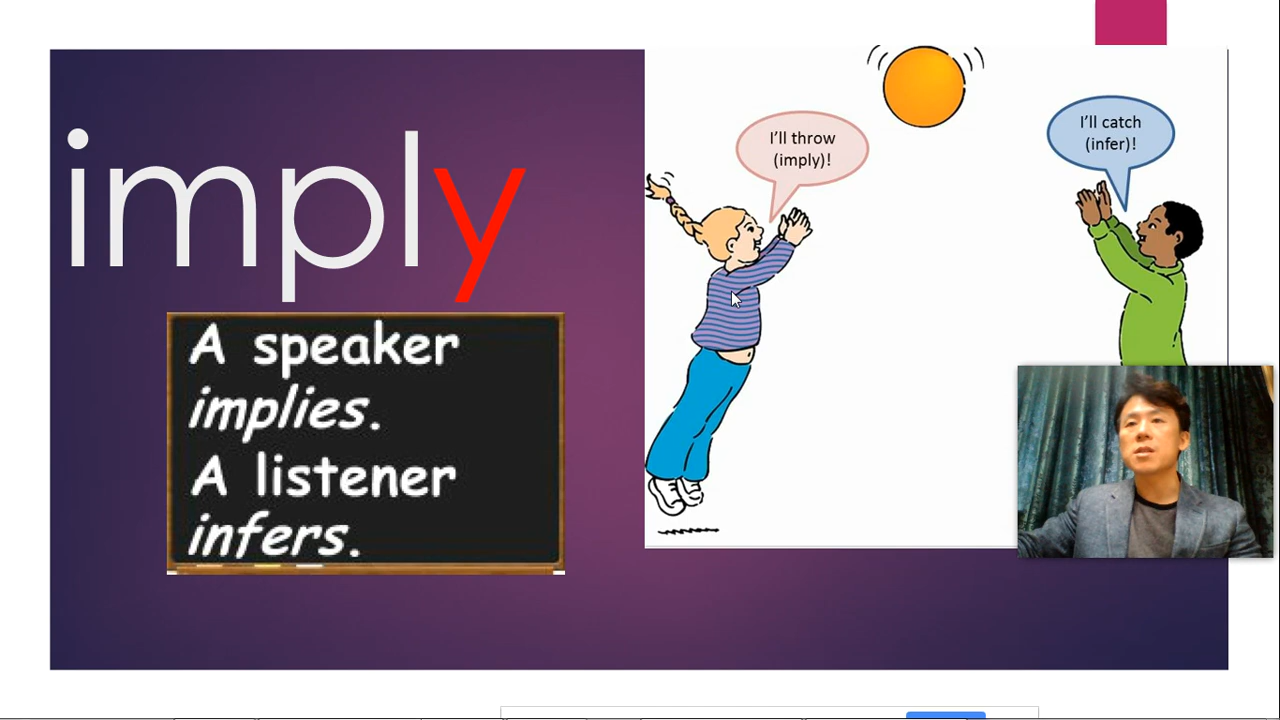 imply
A speaker
implies.
A listener
infers.
I'll throw
(imply)!
I'll catch
(infer)!